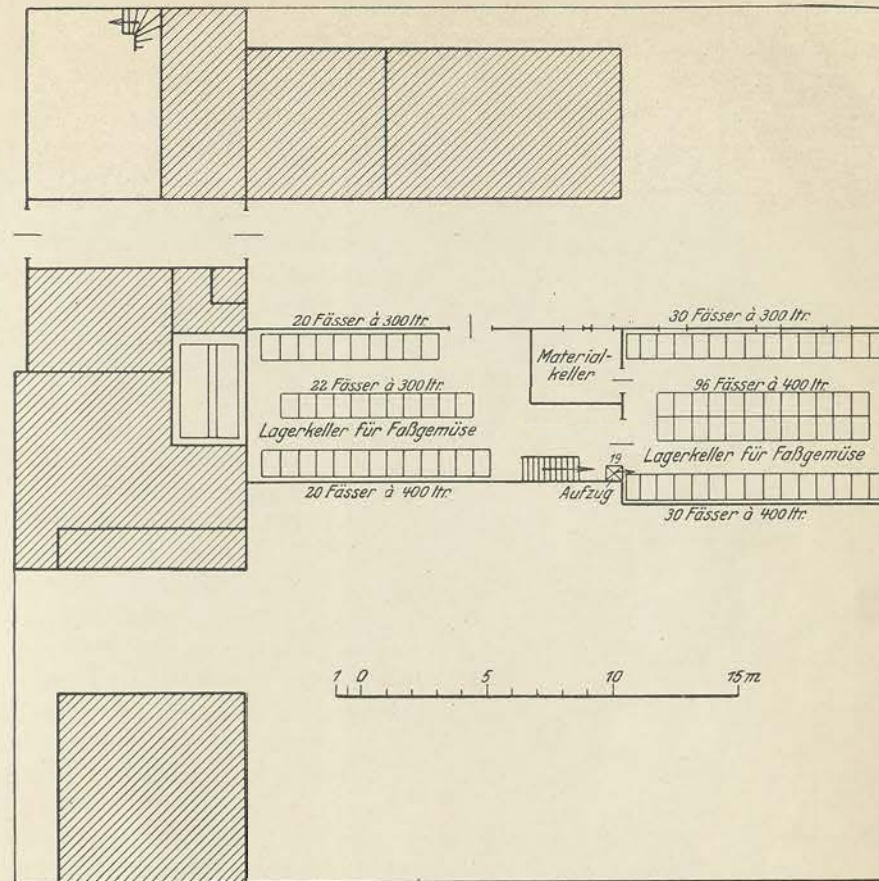 20 Fässer à 300 ltr.
30 Fässer à 300 ltr.
Material-
keller
22 Fässer à 300 ltr.
96 Fässer à 400 ltr.
Lagerkeller für Faßgemüse
Lagerkeller für Faßgemüse
19
20 Fässer à 400 ltr.
Aufzug
30 Fässer à 400 ltr.
1 0 5 10 15 m